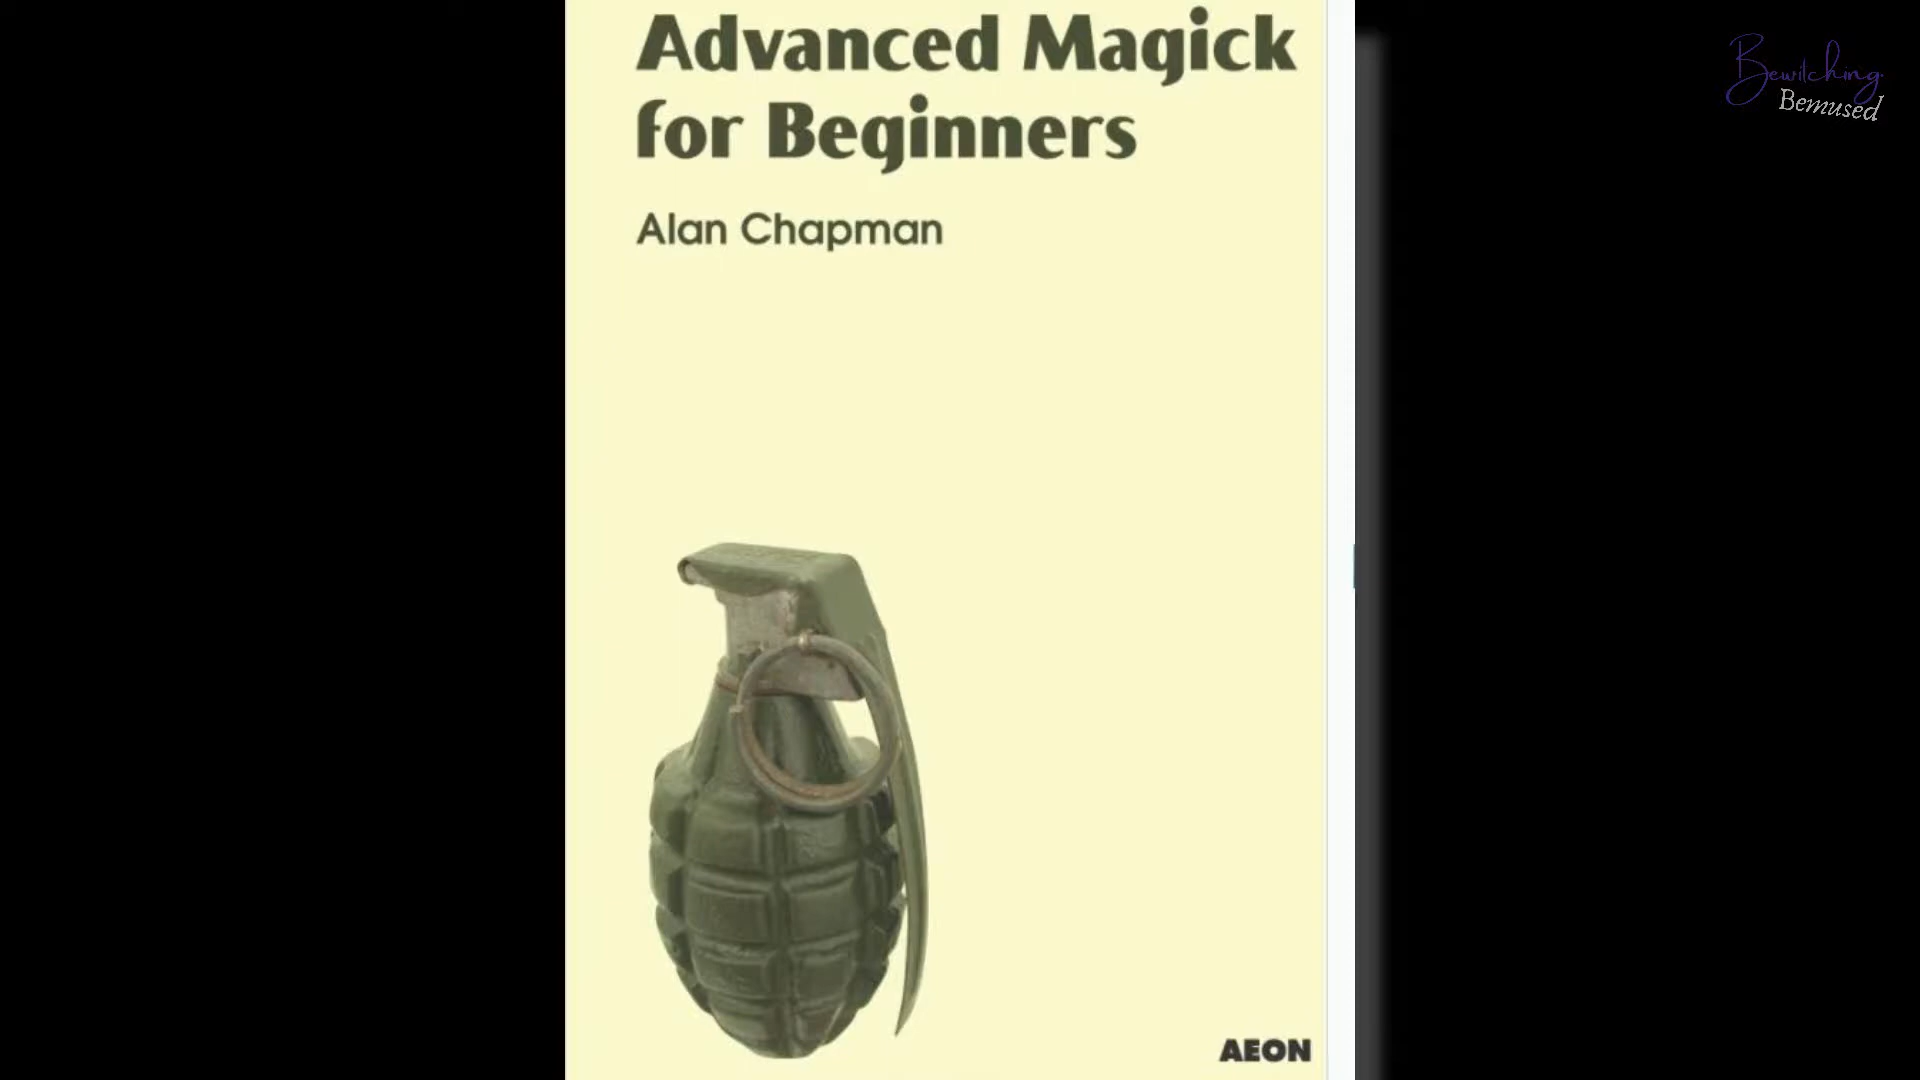 Advanced Magick
for Beginners
Alan Chapman
AEON
Bewitching
Bemused